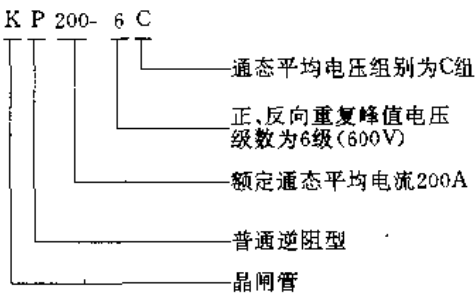 K P 200- 6 C
通态平均电压组别为C组
正、反向重复峰值电压
级数为6级(600V)
额定通态平均电流200A
普通逆阻型
晶闸管